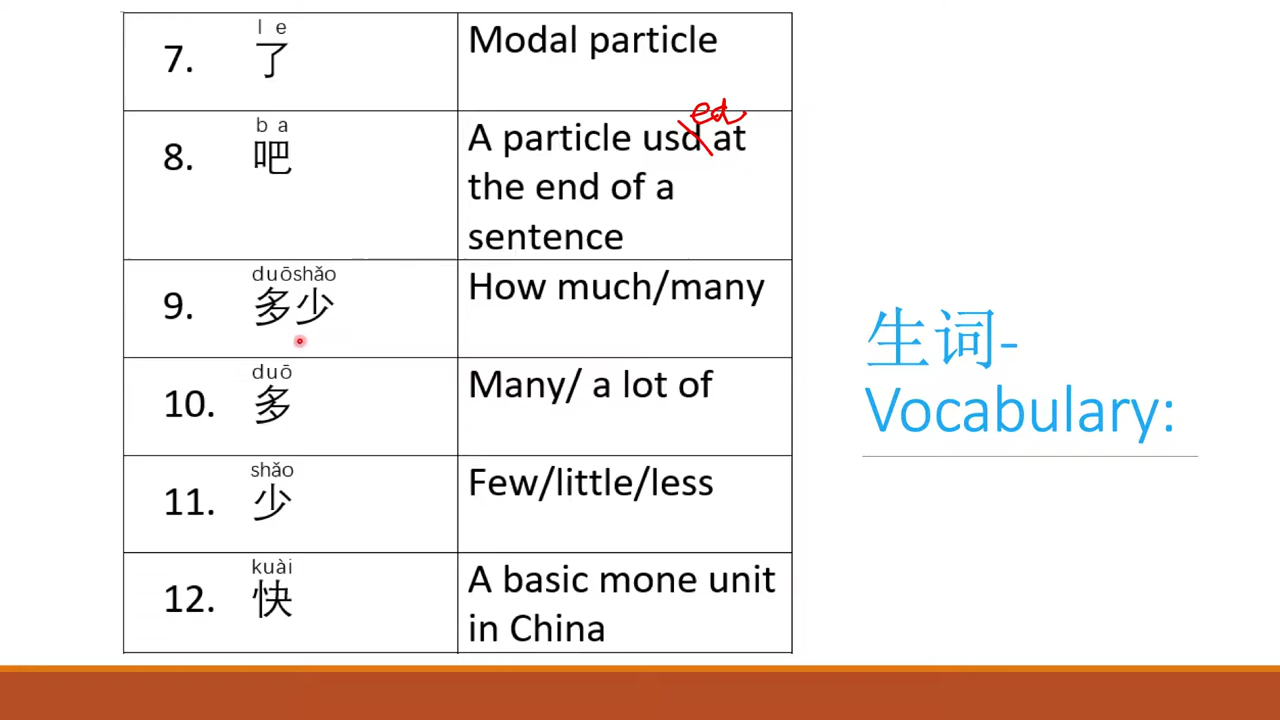 le
7. 了 Modal particle
ba
ed
8. 吧 A particle usd at
the end of a
sentence
duōshǎo
9. 多少 How much/many
duō
10. 多 Many/ a lot of
shǎo
11. 少 Few/little/less
kuài
12. 快 A basic mone unit
in China
生词-
Vocabulary: